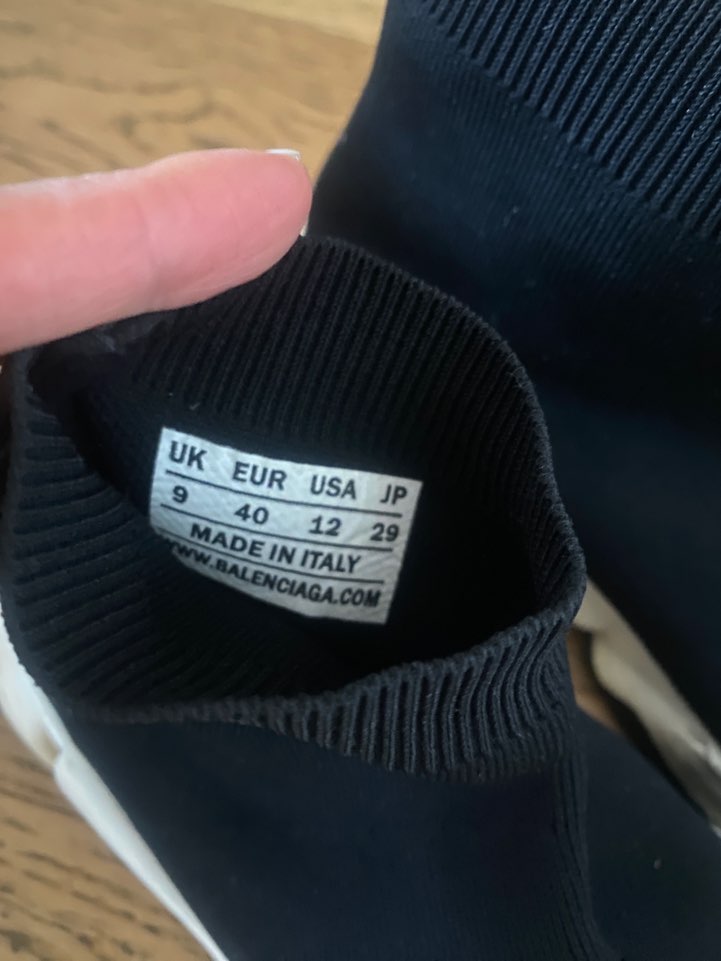 UK EUR USA JP
9 40 12 29
MADE IN ITALY
WWW.BALENCIAGA.COM